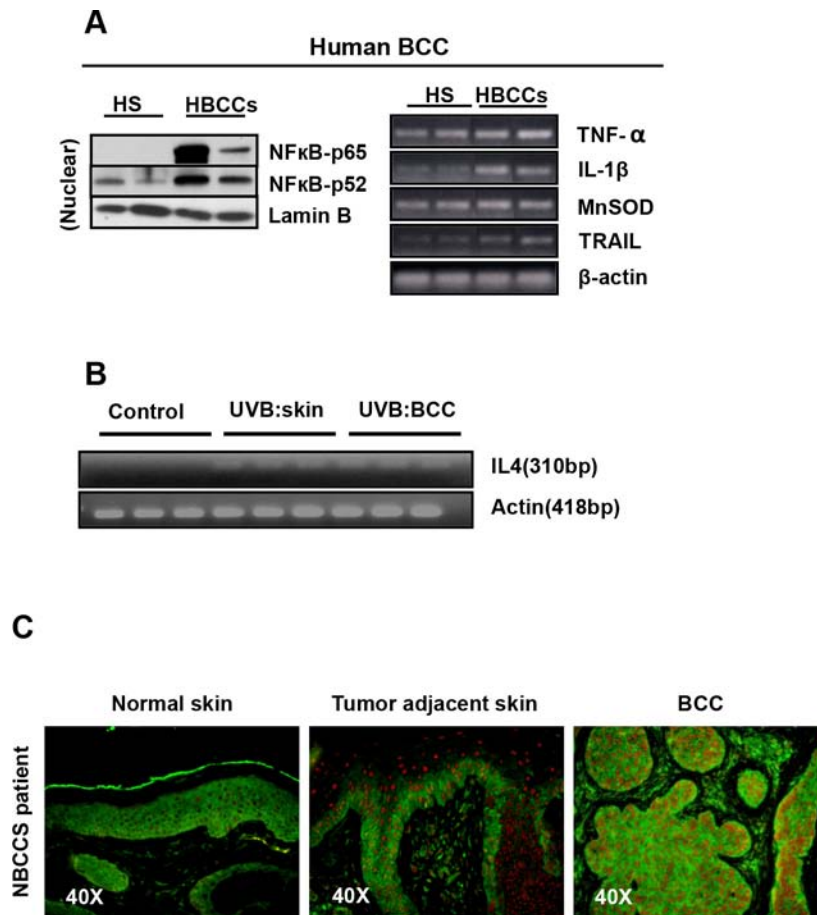 A
Human BCC
HS HBCCs
(Nuclear)
NFκB-p65
NFκB-p52
Lamin B
HS HBCCs
TNF- α
IL-1β
MnSOD
TRAIL
β-actin
B
Control UVB:skin UVB:BCC
IL4(310bp)
Actin(418bp)
C
Normal skin Tumor adjacent skin BCC
NBCCS patient
40X 40X 40X